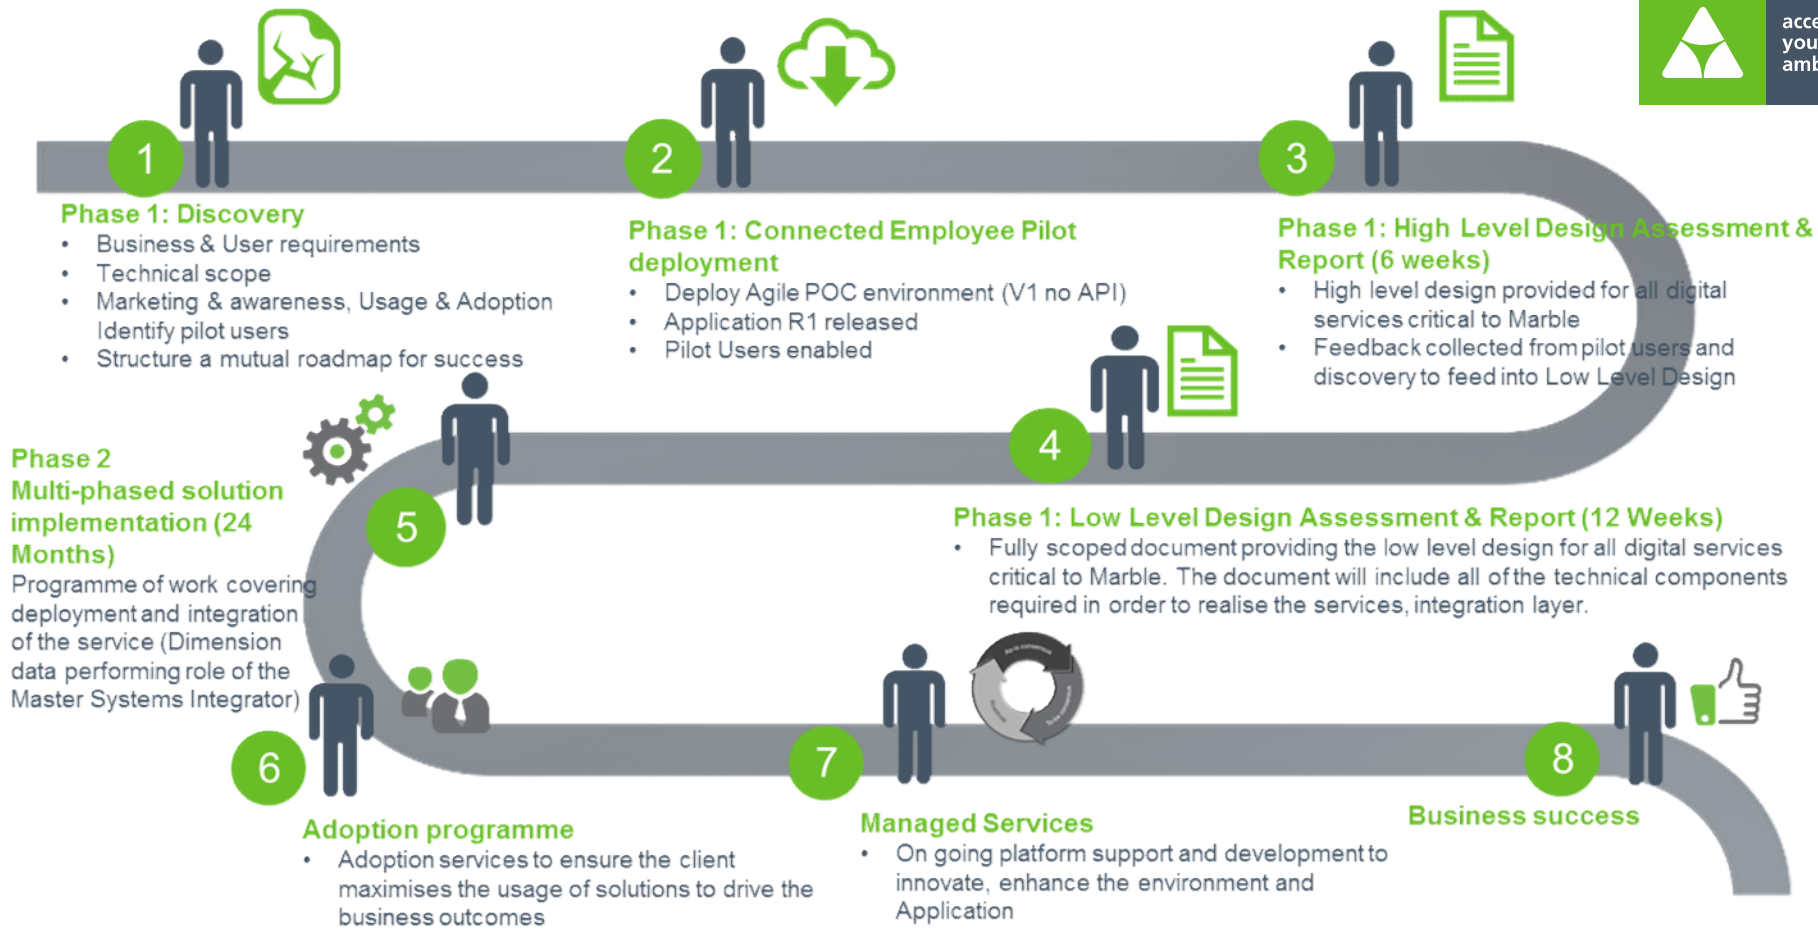 acce
you
amb
1
Phase 1: Discovery
• Business & User requirements
• Technical scope
• Marketing & awareness, Usage & Adoption
Identify pilot users
• Structure a mutual roadmap for success
2
Phase 1: Connected Employee Pilot
deployment
• Deploy Agile POC environment (V1 no API)
• Application R1 released
• Pilot Users enabled
3
Phase 1: High Level Design Assessment &
Report (6 weeks)
• High level design provided for all digital
services critical to Marble
• Feedback collected from pilot users and
discovery to feed into Low Level Design
4
Phase 1: Low Level Design Assessment & Report (12 Weeks)
• Fully scoped document providing the low level design for all digital services
critical to Marble. The document will include all of the technical components
required in order to realise the services, integration layer.
5
Phase 2
Multi-phased solution
implementation (24
Months)
Programme of work covering
deployment and integration
of the service (Dimension
data performing role of the
Master Systems Integrator)
6
Adoption programme
• Adoption services to ensure the client
maximises the usage of solutions to drive the
business outcomes
7
As-is consensus
To-be consensus
Managed Services
• On going platform support and development to
innovate, enhance the environment and
Application
8
Business success